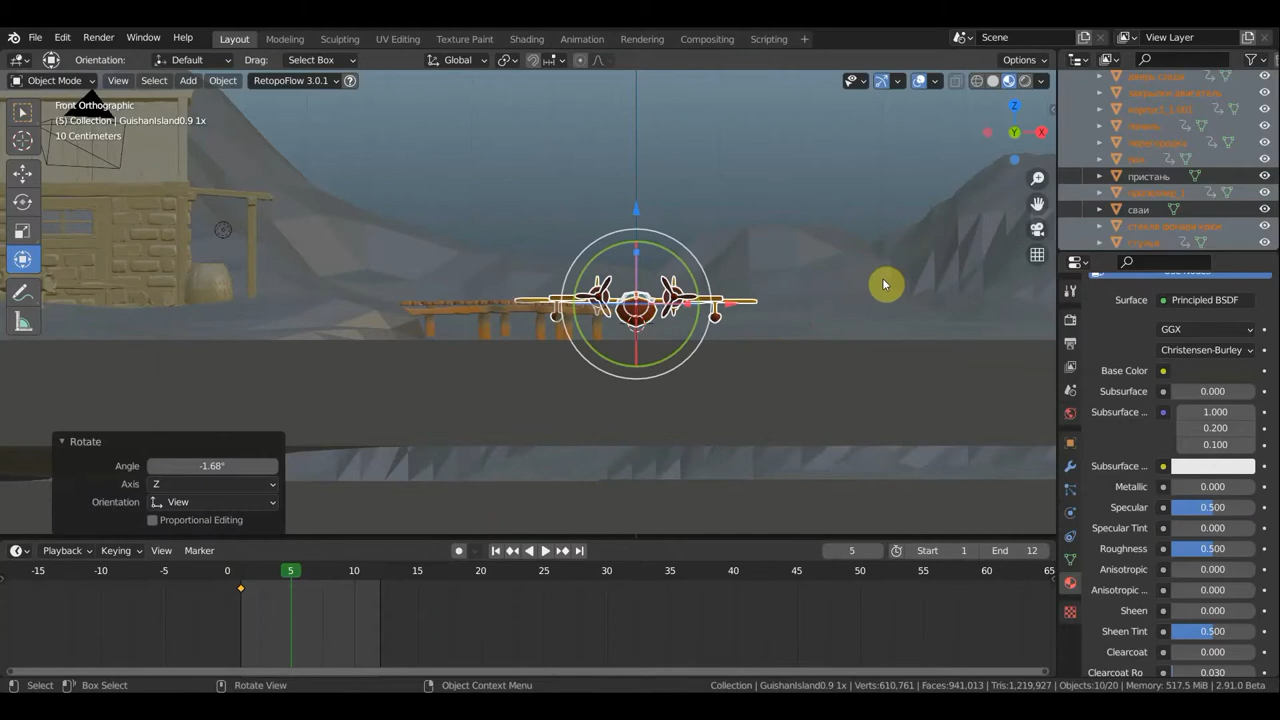 File Edit Render Window Help Layout Modeling Sculpting UV Editing Texture Paint Shading Animation Rendering Compositing Scripting + Scene View Layer
Orientation: Default Drag: Select Box Global Options
Object Mode View Select Add Object RetopoFlow 3.0.1
Front Orthographic
(5) Collection | GuishanIsland0.9 1x
10 Centimeters
Z
Y
X
пристань
сваи
Use Nodes
Surface Principled BSDF
GGX
Christensen-Burley
Base Color
Subsurface 0.000
Subsurface ... 1.000
0.200
0.100
Subsurface ...
Metallic 0.000
Specular 0.500
Specular Tint 0.000
Roughness 0.500
Anisotropic 0.000
Anisotropic ... 0.000
Sheen 0.000
Sheen Tint 0.500
Clearcoat 0.000
Clearcoat Ro 0.030
Rotate
Angle -1.68°
Axis Z
Orientation View
Proportional Editing
Playback Keying View Marker 5 Start 1 End 12
-15 -10 -5 0 5 10 15 20 25 30 35 40 45 50 55 60 65
Select Box Select Rotate View Object Context Menu Collection | GuishanIsland0.9 1x | Verts:610,761 | Faces:941,013 | Tris:1,219,927 | Objects:10/20 | Memory: 517.5 MiB | 2.91.0 Beta